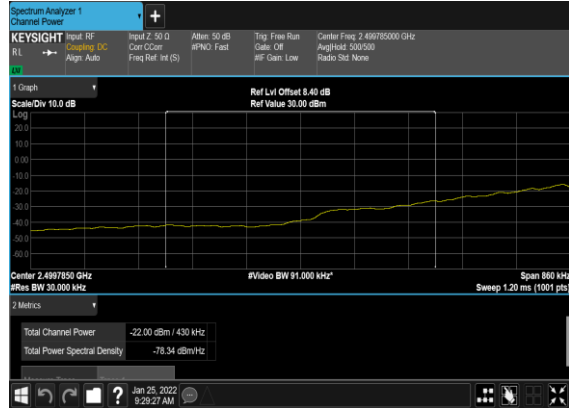 Spectrum Analyzer 1
Channel Power
+
KEYSIGHT Input: RF Input Z: 50 Ω Atten: 50 dB Trig: Free Run Center Freq: 2.499785000 GHz
RL Coupling: DC Corr CCorr #PNO: Fast Gate: Off Avg|Hold: 500/500
Align: Auto Freq Ref: Int (S) #IF Gain: Low Radio Std: None
1 Graph
Ref Lvl Offset 8.40 dB
Scale/Div 10.0 dB Ref Value 30.00 dBm
Log
20.0
10.0
0.00
-10.0
-20.0
-30.0
-40.0
-50.0
-60.0
Center 2.4997850 GHz #Video BW 91.000 kHz* Span 860 kHz
#Res BW 30.000 kHz Sweep 1.20 ms (1001 pts)
2 Metrics
Total Channel Power -22.00 dBm / 430 kHz
Total Power Spectral Density -78.34 dBm/Hz
?
Jan 25, 2022
9:29:27 AM